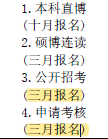 1. 本科直博
(十月报名)
2. 硕博连读
(三月报名)
3. 公开招考
(三月报名)
4. 申请考核
(三月报名)